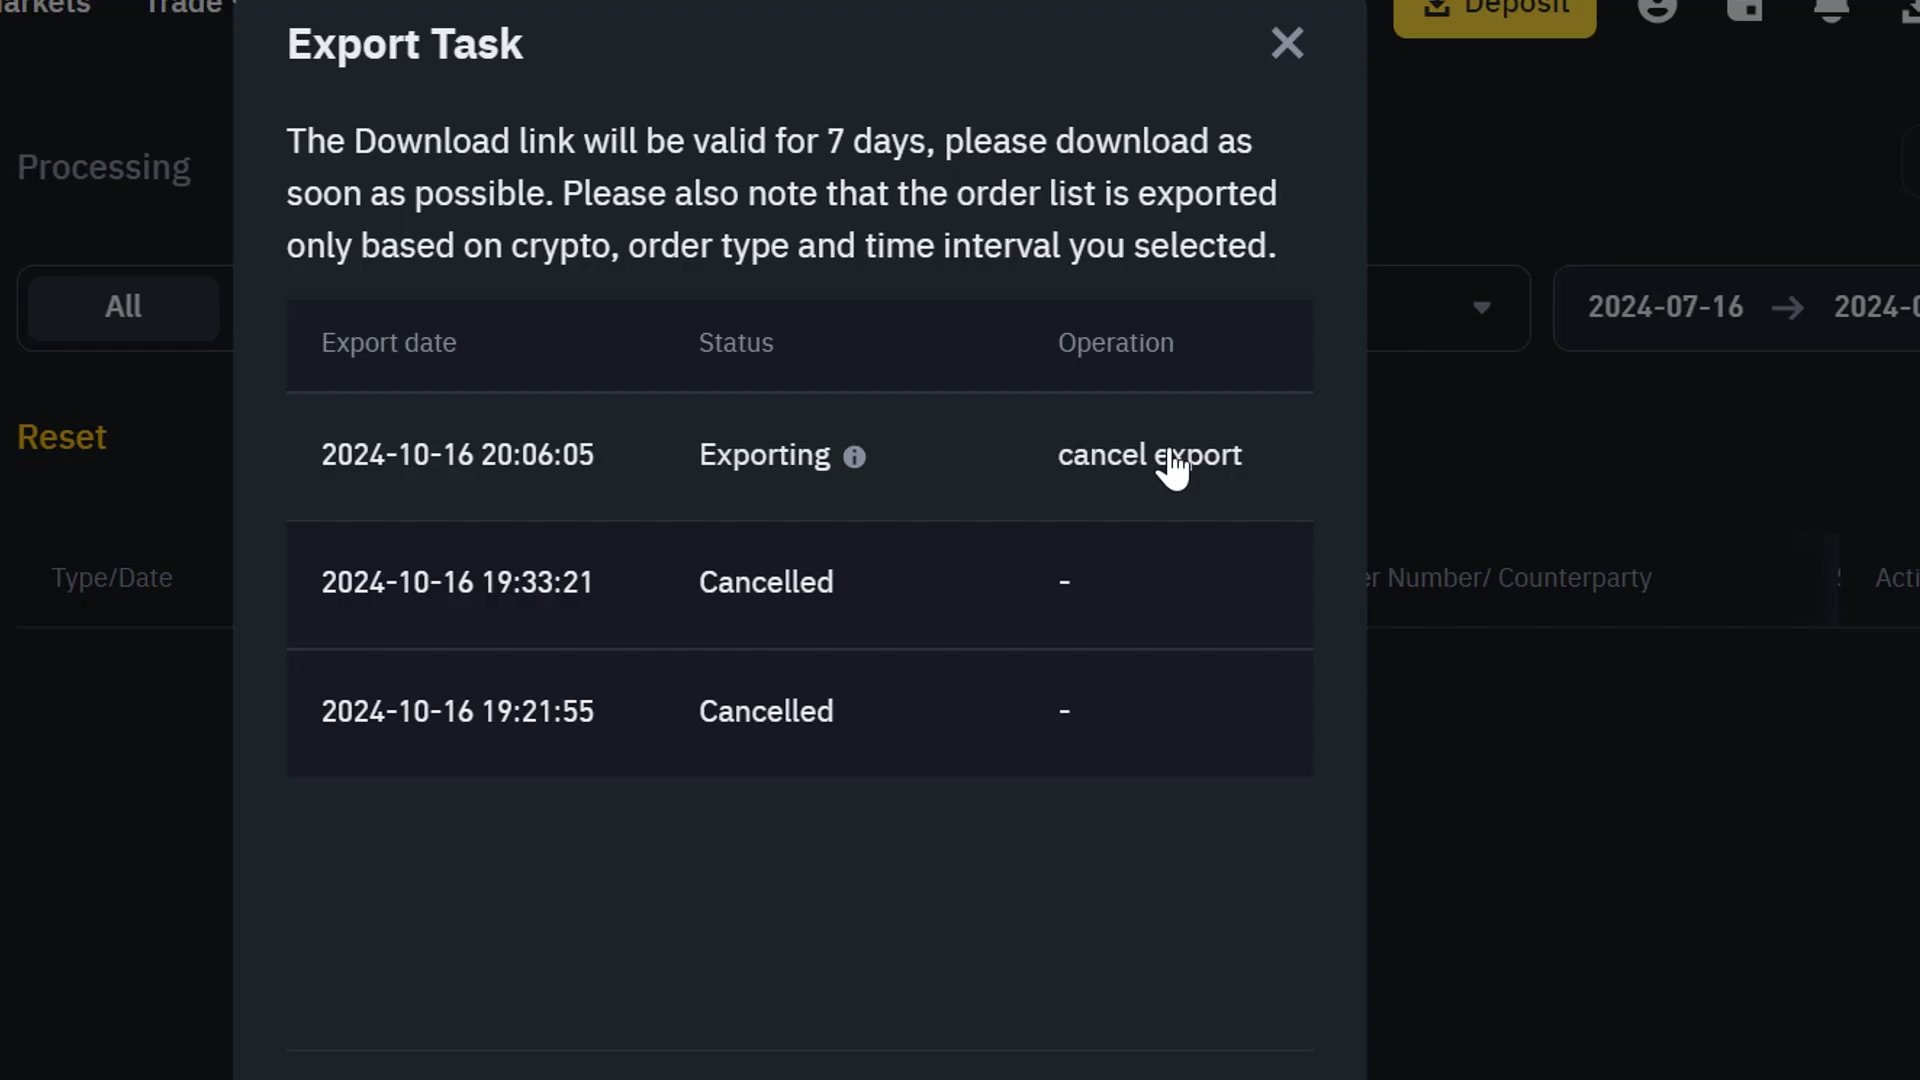 Trade
Deposit
Export Task
The Download link will be valid for 7 days, please download as
soon as possible. Please also note that the order list is exported
only based on crypto, order type and time interval you selected.
Processing
All
2024-07-16 → 2024-0
Export date Status Operation
Reset
2024-10-16 20:06:05 Exporting cancel export
Type/Date
2024-10-16 19:33:21 Cancelled -
Number/ Counterparty
2024-10-16 19:21:55 Cancelled -